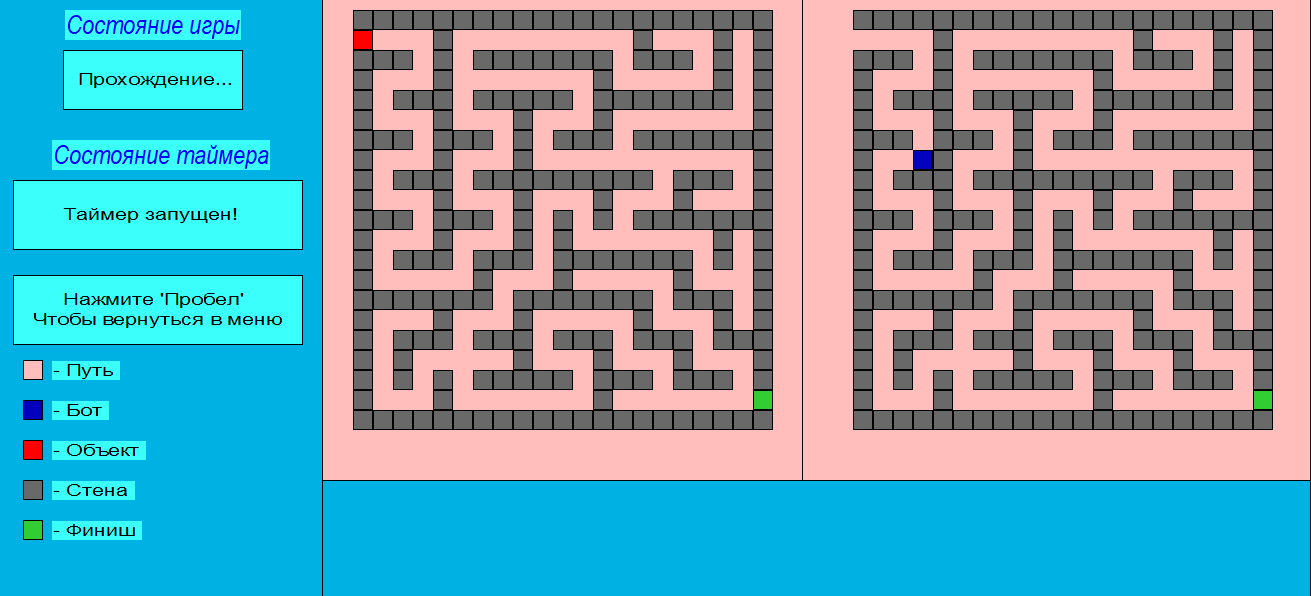 Состояние игры
Прохождение...
Состояние таймера
Таймер запущен!
Нажмите 'Пробел'
Чтобы вернуться в меню
- Путь
- Бот
- Объект
- Стена
- Финиш